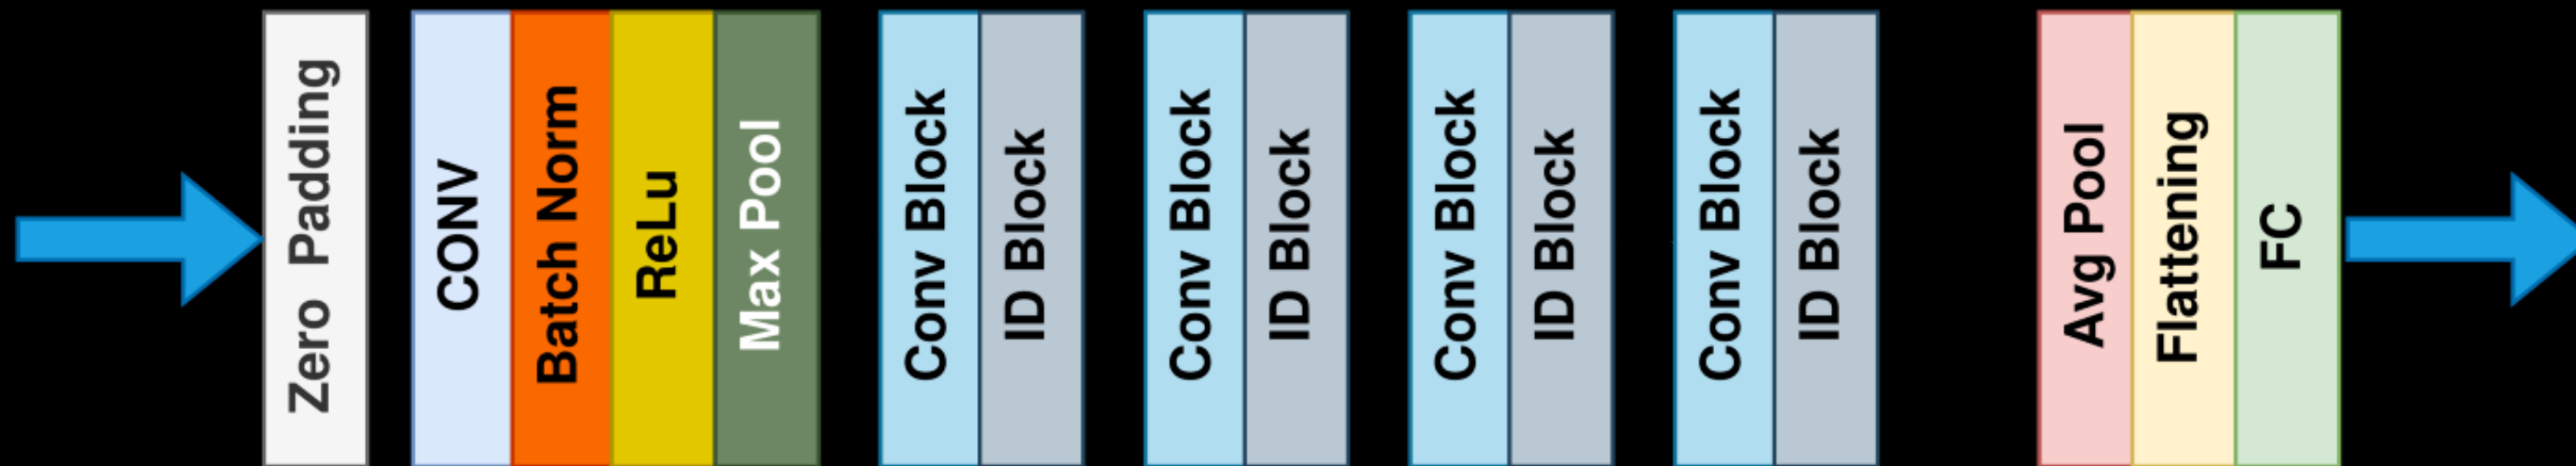 Zero Padding
CONV
Batch Norm
ReLu
Max Pool
Conv Block
ID Block
Conv Block
ID Block
Conv Block
ID Block
Conv Block
ID Block
Avg Pool
Flattening
FC